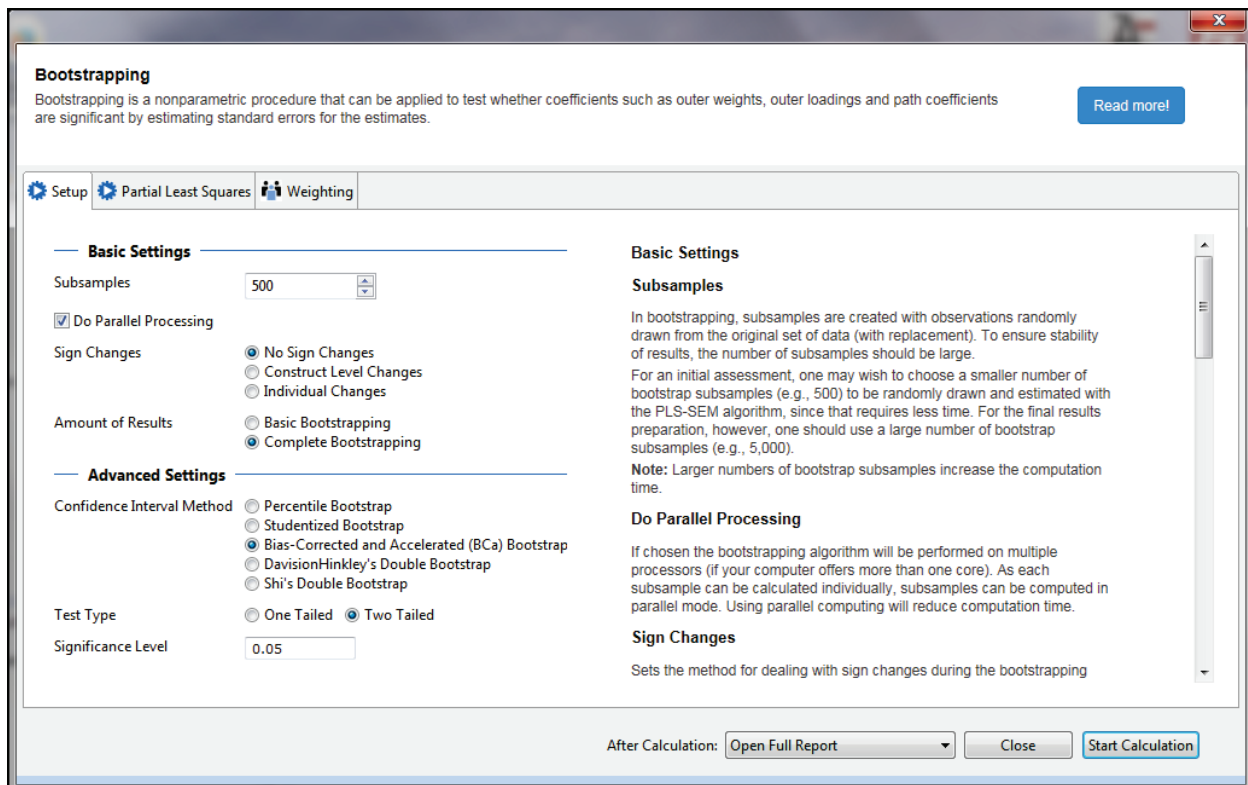 Bootstrapping
Bootstrapping is a nonparametric procedure that can be applied to test whether coefficients such as outer weights, outer loadings and path coefficients
are significant by estimating standard errors for the estimates.
Read more!
Setup
Partial Least Squares
Weighting
Basic Settings
Subsamples
500
Do Parallel Processing
Sign Changes
No Sign Changes
Construct Level Changes
Individual Changes
Amount of Results
Basic Bootstrapping
Complete Bootstrapping
Advanced Settings
Confidence Interval Method
Percentile Bootstrap
Studentized Bootstrap
Bias-Corrected and Accelerated (BCa) Bootstrap
DavisionHinkley's Double Bootstrap
Shi's Double Bootstrap
Test Type
One Tailed
Two Tailed
Significance Level
0.05
Basic Settings
Subsamples
In bootstrapping, subsamples are created with observations randomly
drawn from the original set of data (with replacement). To ensure stability
of results, the number of subsamples should be large.
For an initial assessment, one may wish to choose a smaller number of
bootstrap subsamples (e.g., 500) to be randomly drawn and estimated with
the PLS-SEM algorithm, since that requires less time. For the final results
preparation, however, one should use a large number of bootstrap
subsamples (e.g., 5,000).
Note: Larger numbers of bootstrap subsamples increase the computation
time.
Do Parallel Processing
If chosen the bootstrapping algorithm will be performed on multiple
processors (if your computer offers more than one core). As each
subsample can be calculated individually, subsamples can be computed in
parallel mode. Using parallel computing will reduce computation time.
Sign Changes
Sets the method for dealing with sign changes during the bootstrapping
After Calculation:
Open Full Report
Close
Start Calculation